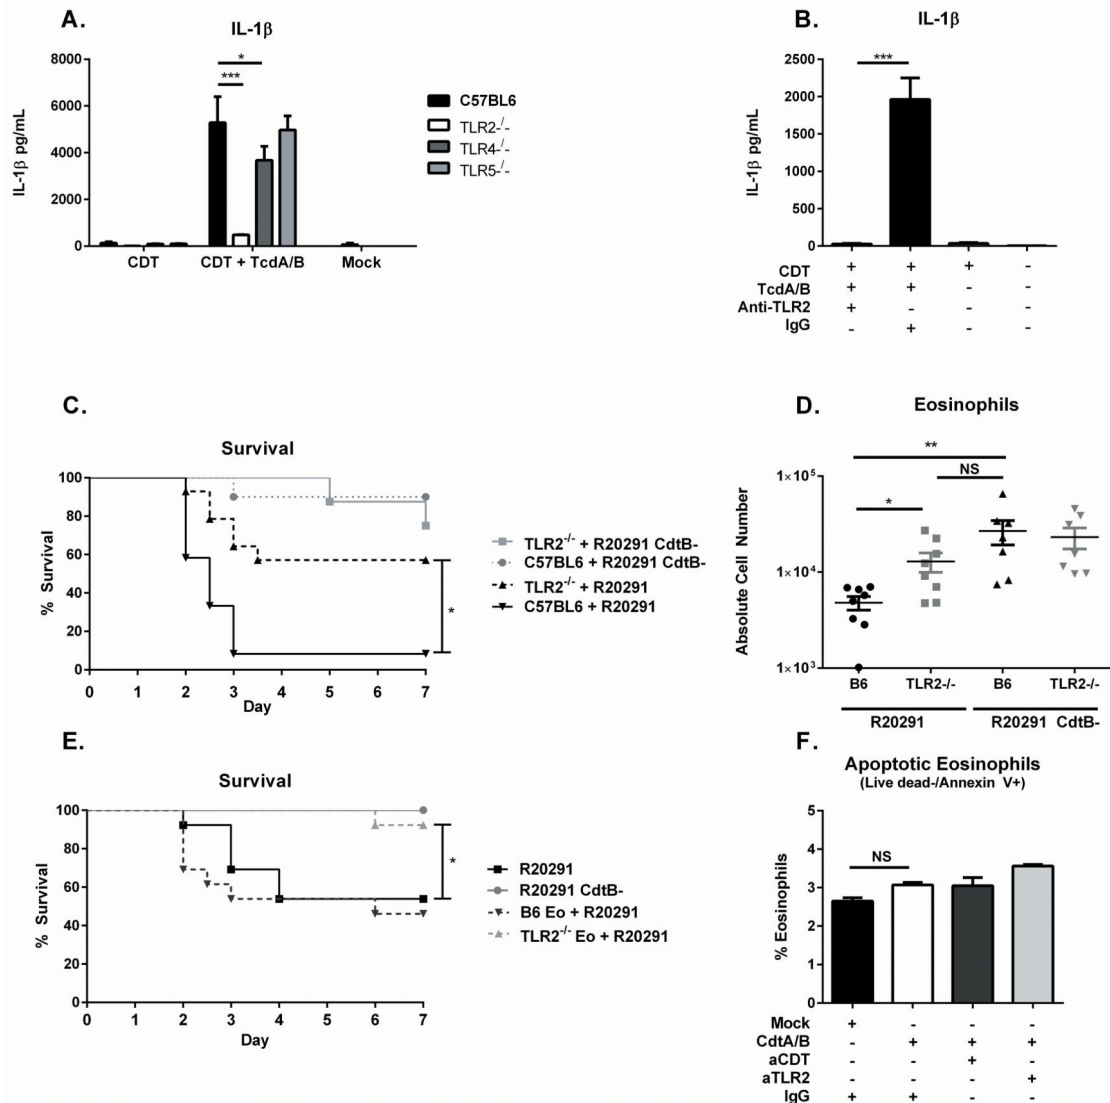 A.
IL-1β
8000
6000
4000
2000
0
IL-1β pg/mL
*
***
CDT
CDT + TcdA/B
Mock
C57BL6
TLR2-/-
TLR4-/-
TLR5-/-
B.
IL-1β
2500
2000
1500
1000
500
0
IL-1β pg/mL
***
CDT + + + -
TcdA/B + + - -
Anti-TLR2 + - - -
IgG - + - -
C.
Survival
100
80
60
40
20
0
% Survival
0 1 2 3 4 5 6 7
Day
*
TLR2-/- + R20291 CdtB-
C57BL6 + R20291 CdtB-
TLR2-/- + R20291
C57BL6 + R20291
D.
Eosinophils
1×10⁵
1×10⁴
1×10³
Absolute Cell Number
**
NS
*
B6 TLR2-/- B6 TLR2-/-
R20291 R20291 CdtB-
E.
Survival
100
80
60
40
20
0
% Survival
0 1 2 3 4 5 6 7
Day
*
R20291
R20291 CdtB-
B6 Eo + R20291
TLR2-/- Eo + R20291
F.
Apoptotic Eosinophils
(Live dead-/Annexin V+)
5
4
3
2
1
0
% Eosinophils
NS
Mock + - - -
CdtA/B - + + +
aCDT - - + -
aTLR2 - - - +
IgG + + - -